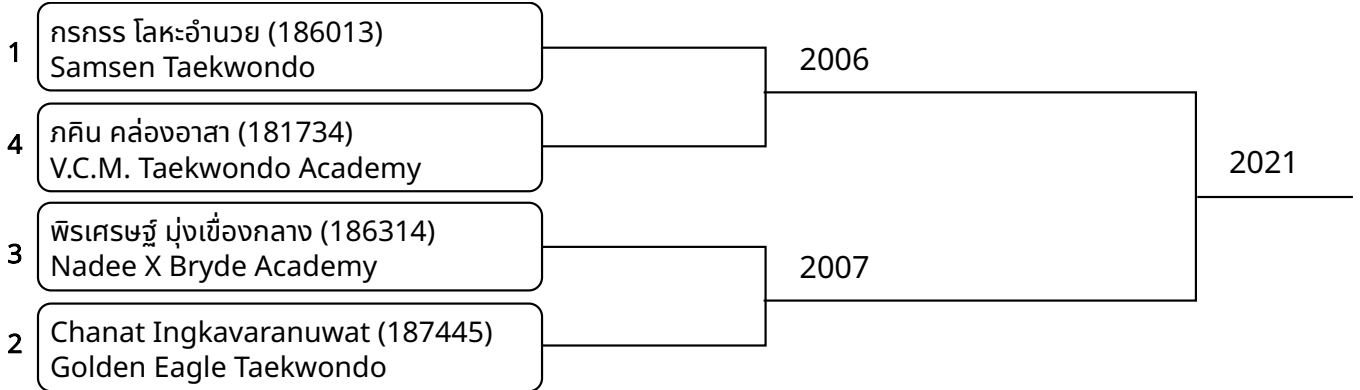 1
กรกรร โลหะอำนวย (186013)
Samsen Taekwondo
2006
4
ภคิน คล่องอาสา (181734)
V.C.M. Taekwondo Academy
2021
3
พิรเศรษฐ์ มุ่งเขื่องกลาง (186314)
Nadee X Bryde Academy
2007
2
Chanat Ingkavaranuwat (187445)
Golden Eagle Taekwondo